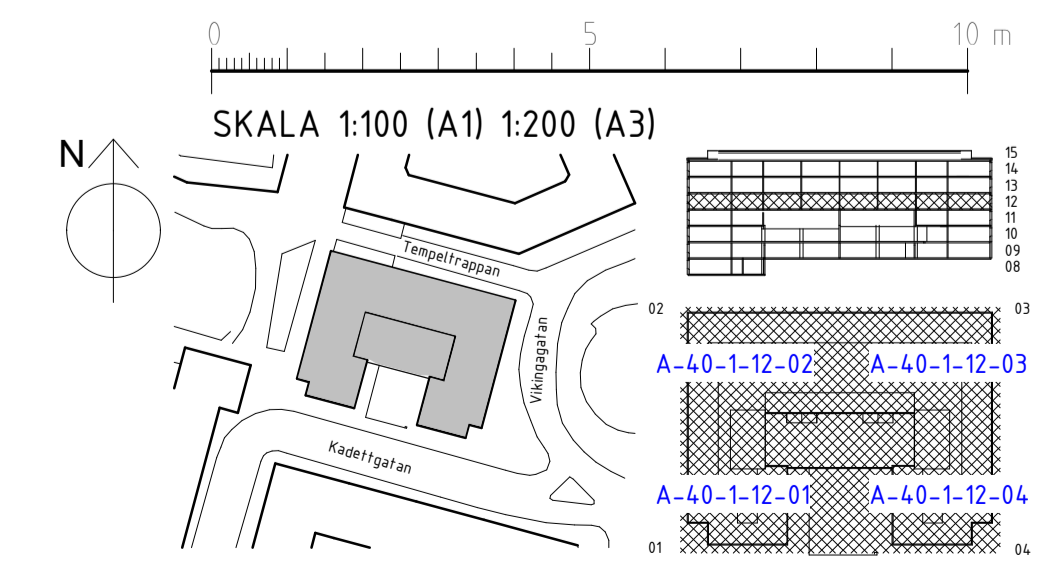 0 5 10 m
SKALA 1:100 (A1) 1:200 (A3)
N
Tempeltrappan
Vikingagatan
Kadettgatan
15
14
13
12
11
10
09
08
02 03
A-40-1-12-02 A-40-1-12-03
A-40-1-12-01 A-40-1-12-04
01 04